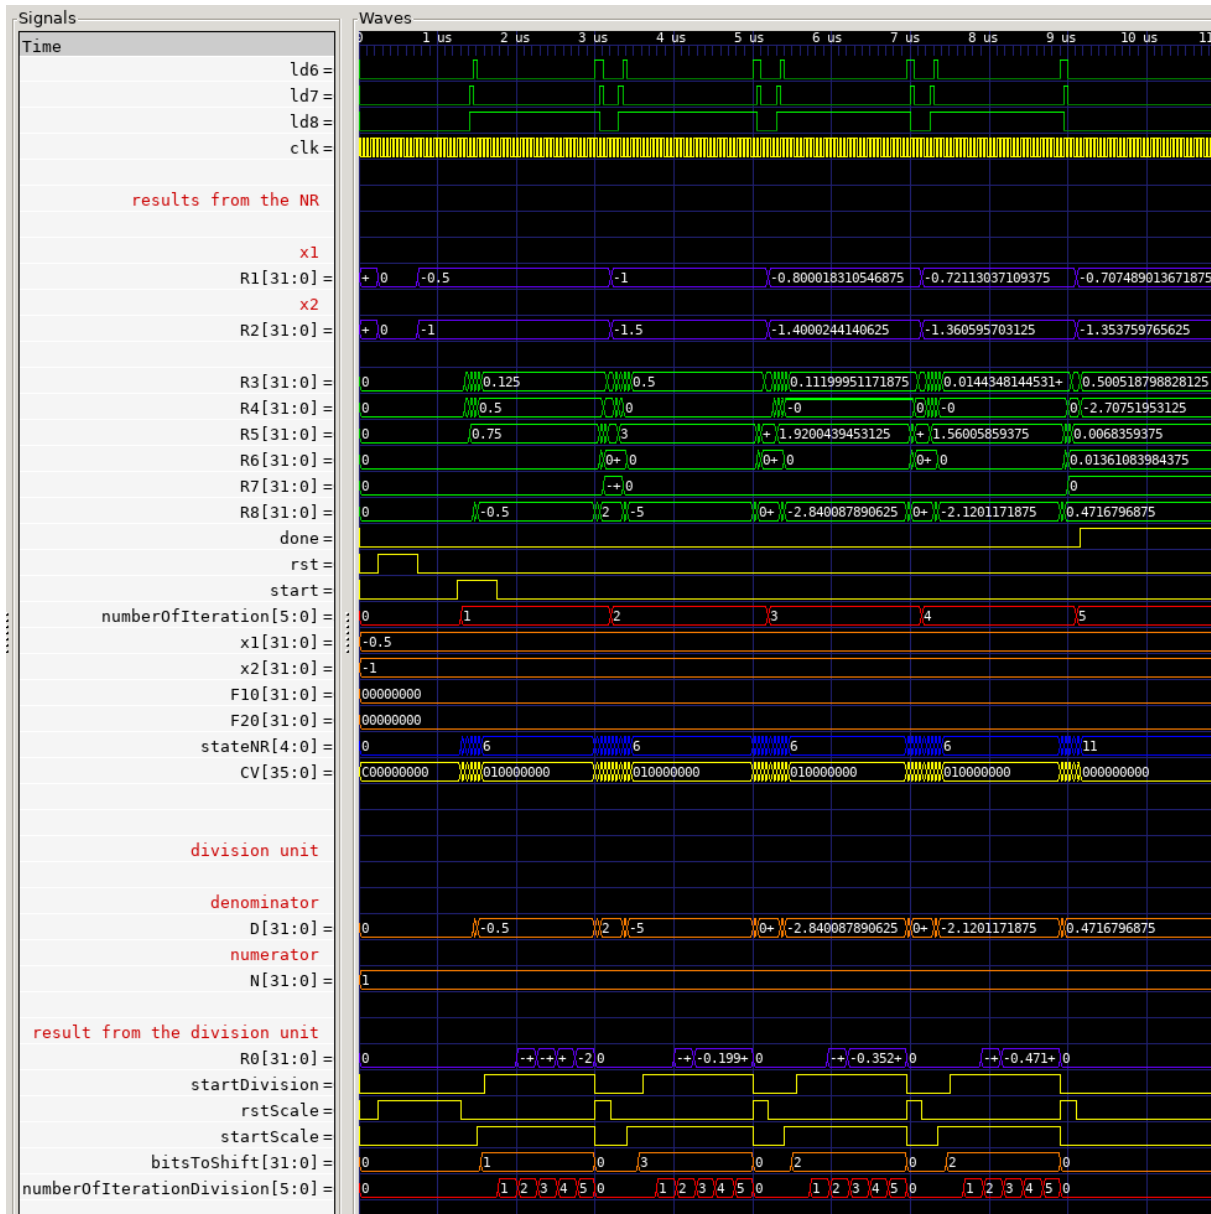 Signals Waves
Time 0 1 us 2 us 3 us 4 us 5 us 6 us 7 us 8 us 9 us 10 us 11
ld6 =
ld7 =
ld8 =
clk =
results from the NR
x1
R1[31:0] = + 0 -0.5 -1 -0.800018310546875 -0.72113037109375 -0.707489013671875
x2
R2[31:0] = + 0 -1 -1.5 -1.4000244140625 -1.360595703125 -1.353759765625
R3[31:0] = 0 0.125 0.5 0.11199951171875 0.0144348144531+ 0.500518798828125
R4[31:0] = 0 0.5 0 -0 0 -0 0 -2.70751953125
R5[31:0] = 0 0.75 3 + 1.9200439453125 + 1.56005859375 0.0068359375
R6[31:0] = 0 0+ 0 0+ 0 0+ 0 0.01361083984375
R7[31:0] = 0 -+ 0 0
R8[31:0] = 0 -0.5 2 -5 0+ -2.840087890625 0+ -2.1201171875 0.4716796875
done =
rst =
start =
numberOfIteration[5:0] = 0 1 2 3 4 5
x1[31:0] = -0.5
x2[31:0] = -1
F10[31:0] = 00000000
F20[31:0] = 00000000
stateNR[4:0] = 0 6 6 6 6 11
CV[35:0] = C00000000 010000000 010000000 010000000 010000000 000000000
division unit
denominator
D[31:0] = 0 -0.5 2 -5 0+ -2.840087890625 0+ -2.1201171875 0.4716796875
numerator
N[31:0] = 1
result from the division unit
R0[31:0] = 0 -+ -+ + -2 0 -+ -0.199+ 0 -+ -0.352+ 0 -+ -0.471+ 0
startDivision =
rstScale =
startScale =
bitsToShift[31:0] = 0 1 0 3 0 2 0 2 0
numberOfIterationDivision[5:0] = 0 1 2 3 4 5 0 1 2 3 4 5 0 1 2 3 4 5 0 1 2 3 4 5 0